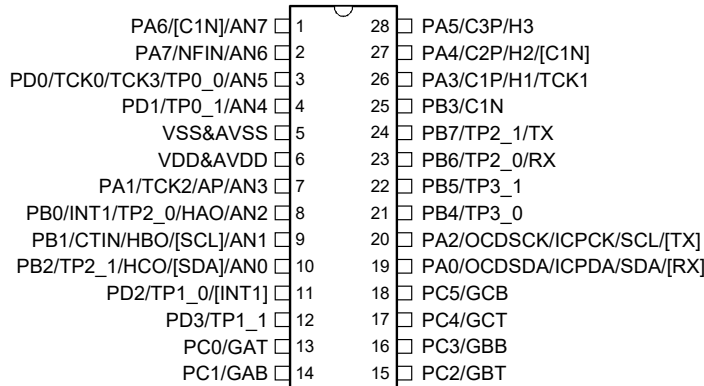 PA6/[C1N]/AN7 1 28 PA5/C3P/H3
PA7/NFIN/AN6 2 27 PA4/C2P/H2/[C1N]
PD0/TCK0/TCK3/TP0_0/AN5 3 26 PA3/C1P/H1/TCK1
PD1/TP0_1/AN4 4 25 PB3/C1N
VSS&AVSS 5 24 PB7/TP2_1/TX
VDD&AVDD 6 23 PB6/TP2_0/RX
PA1/TCK2/AP/AN3 7 22 PB5/TP3_1
PB0/INT1/TP2_0/HAO/AN2 8 21 PB4/TP3_0
PB1/CTIN/HBO/[SCL]/AN1 9 20 PA2/OCDSCK/ICPCK/SCL/[TX]
PB2/TP2_1/HCO/[SDA]/AN0 10 19 PA0/OCDSDA/ICPDA/SDA/[RX]
PD2/TP1_0/[INT1] 11 18 PC5/GCB
PD3/TP1_1 12 17 PC4/GCT
PC0/GAT 13 16 PC3/GBB
PC1/GAB 14 15 PC2/GBT